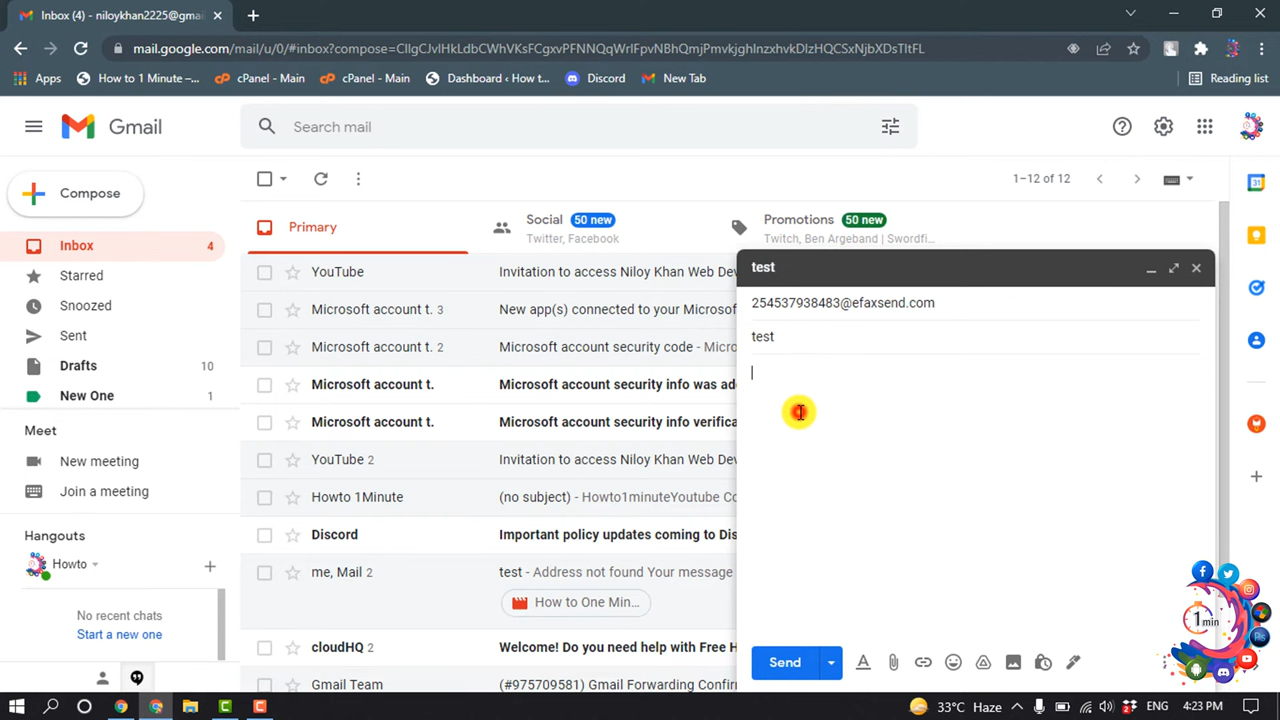 Inbox (4) - niloykhan2225@gmai
mail.google.com/mail/u/0/#inbox?compose=CllgCJvlHkLdbCWhVKsFCgxvPFNNQqWrlFpvNBhQmjPmvkjghlnzxhvkDlzHQCSxNjbXDsTltFL
Apps
How to 1 Minute –...
cPanel - Main
cPanel - Main
Dashboard ‹ How t...
Discord
New Tab
Reading list
Gmail
Search mail
Compose
1–12 of 12
Primary
Social 50 new
Twitter, Facebook
Promotions 50 new
Twitch, Ben Argeband | Swordfi...
Inbox 4
Starred
Snoozed
Sent
Drafts 10
New One 1
Meet
New meeting
Join a meeting
Hangouts
Howto
No recent chats
Start a new one
YouTube Invitation to access Niloy Khan Web Dev
Microsoft account t. 3 New app(s) connected to your Microsof
Microsoft account t. 2 Microsoft account security code - Micro
Microsoft account t. Microsoft account security info was ad
Microsoft account t. Microsoft account security info verifica
YouTube 2 Invitation to access Niloy Khan Web Dev
Howto 1Minute (no subject) - Howto1minuteYoutube Co
Discord Important policy updates coming to Dis
me, Mail 2 test - Address not found Your message
How to One Min...
cloudHQ 2 Welcome! Do you need help with Free H
Gmail Team (#975709581) Gmail Forwarding Confir
test
254537938483@efaxsend.com
test
Send
31
1 min
Ps
33°C Haze
ENG
4:23 PM